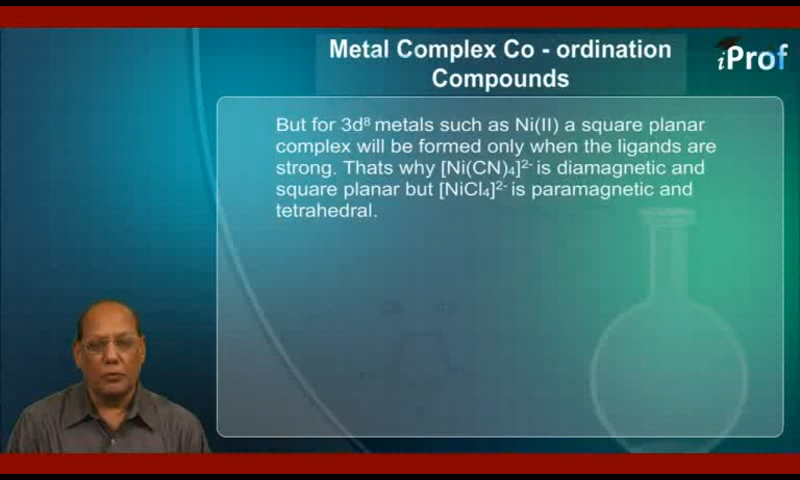 Metal Complex Co - ordination
Compounds
iProf
But for 3d⁸ metals such as Ni(II) a square planar
complex will be formed only when the ligands are
strong. Thats why [Ni(CN)₄]²⁻ is diamagnetic and
square planar but [NiCl₄]²⁻ is paramagnetic and
tetrahedral.